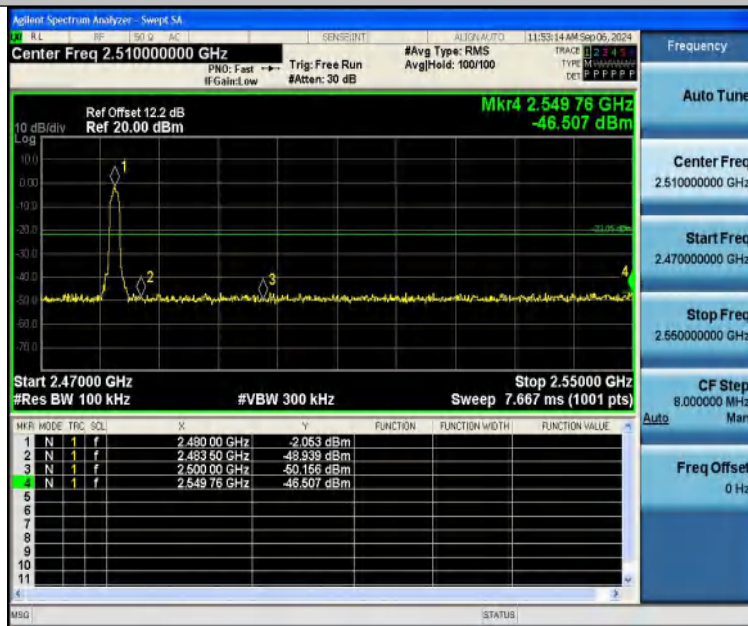 Agilent Spectrum Analyzer - Swept SA
RL RF 50 Ω AC SENSE:INT ALIGN AUTO 11:53:14 AM Sep 06, 2024
Center Freq 2.510000000 GHz
PNO: Fast
IFGain:Low
Trig: Free Run
#Atten: 30 dB
#Avg Type: RMS
Avg|Hold: 100/100
TRACE 1 2 3 4 5
TYPE M
DET P P P P P P
Ref Offset 12.2 dB
10 dB/div Ref 20.00 dBm
Log
Mkr4 2.549 76 GHz
-46.507 dBm
10.0
0.00
-10.0
-20.0
-30.0
-40.0
-50.0
-60.0
-70.0
1
2
3
4
Start 2.47000 GHz
Stop 2.55000 GHz
#Res BW 100 kHz
#VBW 300 kHz
Sweep 7.667 ms (1001 pts)
MKR MODE TRC SCL X Y FUNCTION FUNCTION WIDTH FUNCTION VALUE
1 N 1 f 2.480 00 GHz -2.053 dBm
2 N 1 f 2.483 50 GHz -48.939 dBm
3 N 1 f 2.500 00 GHz -50.156 dBm
4 N 1 f 2.549 76 GHz -46.507 dBm
5
6
7
8
9
10
11
MSG STATUS
Frequency
Auto Tune
Center Freq
2.510000000 GHz
Start Freq
2.470000000 GHz
Stop Freq
2.550000000 GHz
CF Step
8.000000 MHz
Auto Man
Freq Offset
0 Hz